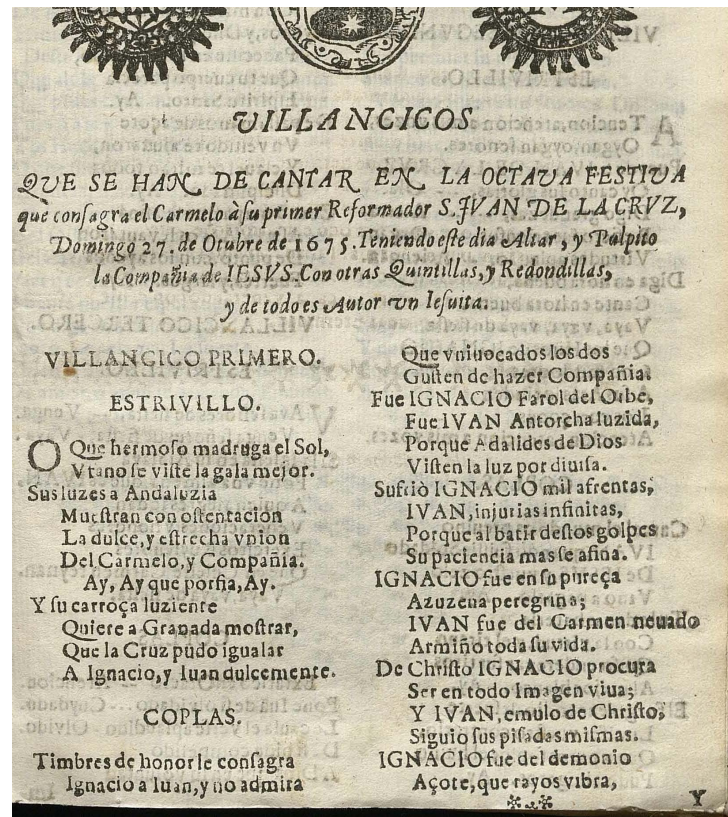 VILLANCICOS
QVE SE HAN DE CANTAR EN LA OCTAVA FESTIVA
que consagra el Carmelo à su primer Reformador S. JVAN DE LA CRVZ,
Domingo 27. de Otubre de 1675. Teniendo este dia Altar, y Pulpito
la Compañia de IESVS. Con otras Quintillas, y Redondillas,
y de todo es Autor vn Iesuita.
VILLANCICO PRIMERO.
ESTRIVILLO.
O Que hermoso madruga el Sol,
Vfano se viste la gala mejor.
Sus luzes a Andaluzia
Muestran con ostentacion
La dulce, y estrecha vnion
Del Carmelo, y Compañia.
Ay, Ay que porfia, Ay.
Y su carroça luziente
Quiere a Granada mostrar,
Que la Cruz pudo igualar
A Ignacio, y Iuan dulcemente.
COPLAS.
Timbres de honor le consagra
Ignacio a Iuan, y no admira
Que vniuocados los dos
Gusten de hazer Compañia.
Fue IGNACIO Farol del Orbe,
Fue IVAN Antorcha luzida,
Porque Adalides de Dios
Visten la luz por diuisa.
Sufriò IGNACIO mil afrentas,
IVAN, injurias infinitas,
Porque al batir destos golpes
Su paciencia mas se afina.
IGNACIO fue en su pureça
Azuzena peregrina;
IVAN fue del Carmen neuado
Armiño toda su vida.
De Christo IGNACIO procura
Ser en todo Imagen viua;
Y IVAN, emulo de Christo,
Siguio sus pisadas mismas.
IGNACIO fue del demonio
Açote, que rayos vibra,
Y